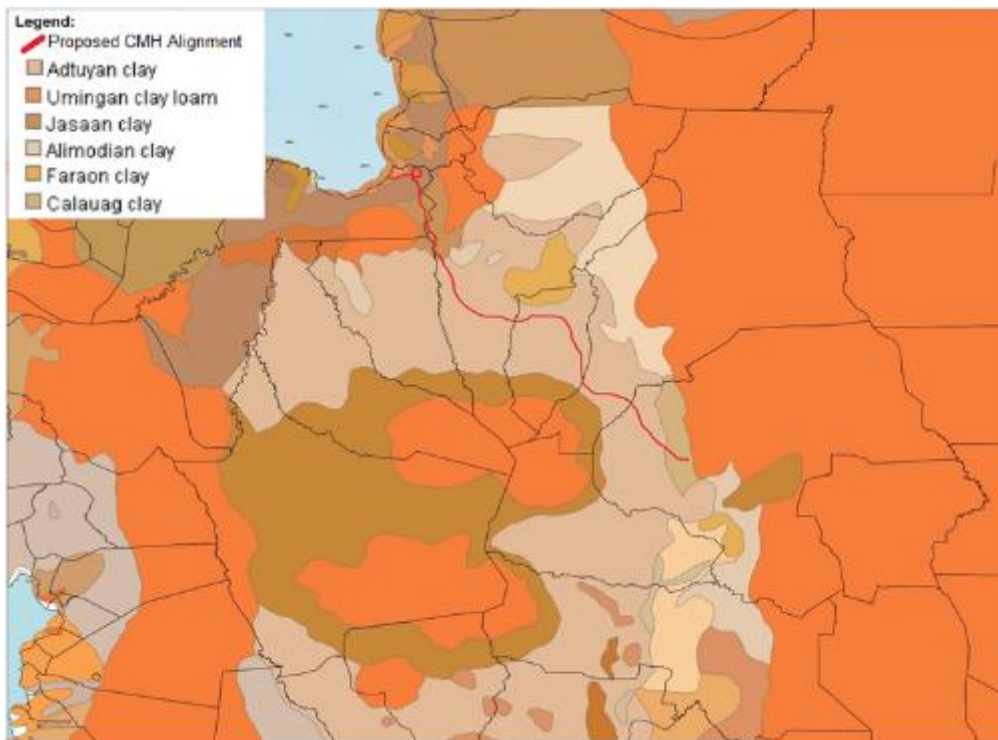 Legend:
Proposed CMH Alignment
Adtuyan clay
Umingan clay loam
Jasaan clay
Alimodian clay
Faraon clay
Calauag clay